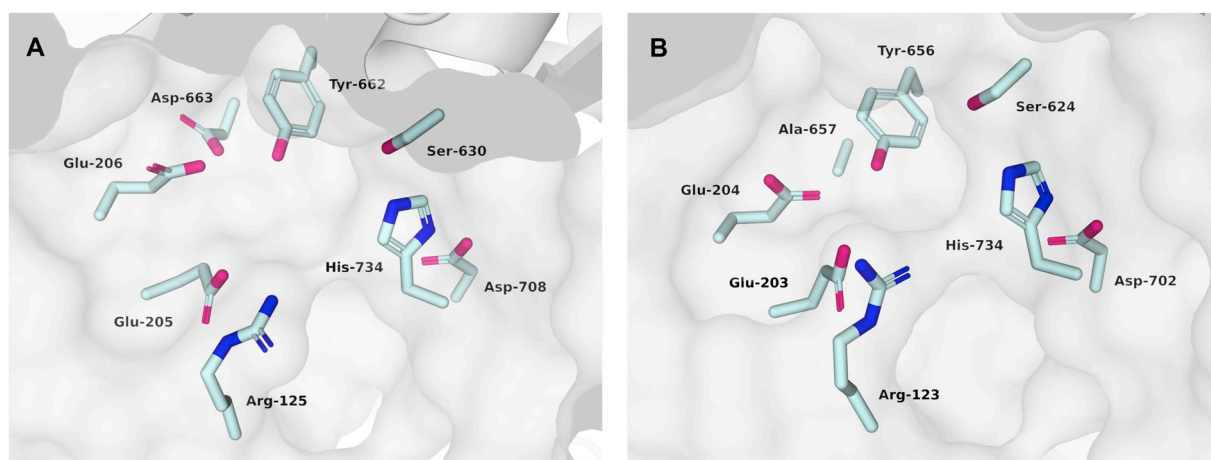 A
Tyr-662
Asp-663
Ser-630
Glu-206
His-734
Asp-708
Glu-205
Arg-125
B
Tyr-656
Ser-624
Ala-657
Glu-204
His-734
Glu-203
Asp-702
Arg-123